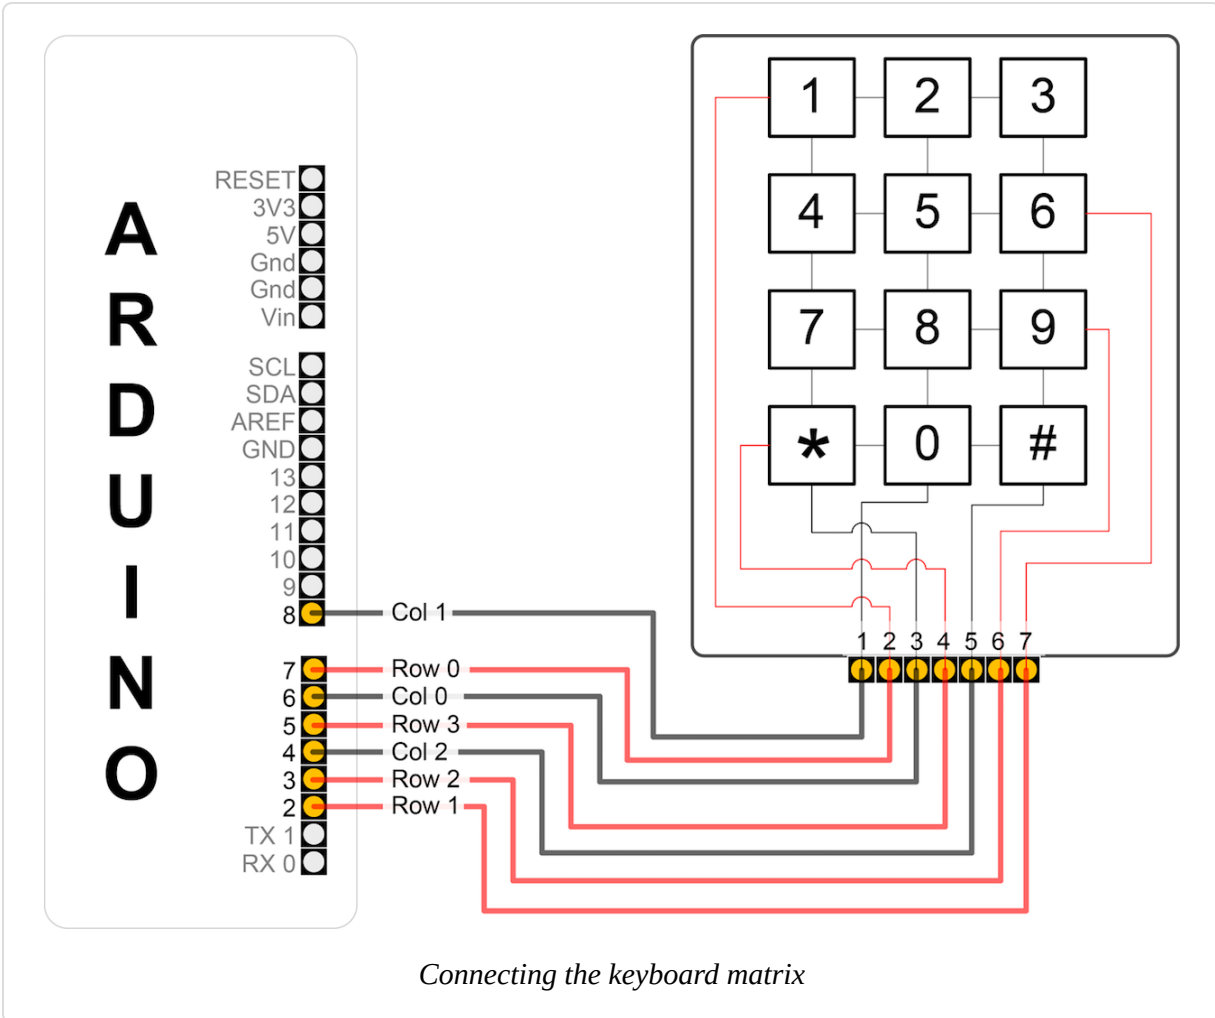 ARDUINO
RESET
3V3
5V
Gnd
Gnd
Vin
SCL
SDA
AREF
GND
13
12
11
10
9
8
7
6
5
4
3
2
TX 1
RX 0
Col 1
Row 0
Col 0
Row 3
Col 2
Row 2
Row 1
1 2 3
4 5 6
7 8 9
* 0 #
1 2 3 4 5 6 7
Connecting the keyboard matrix